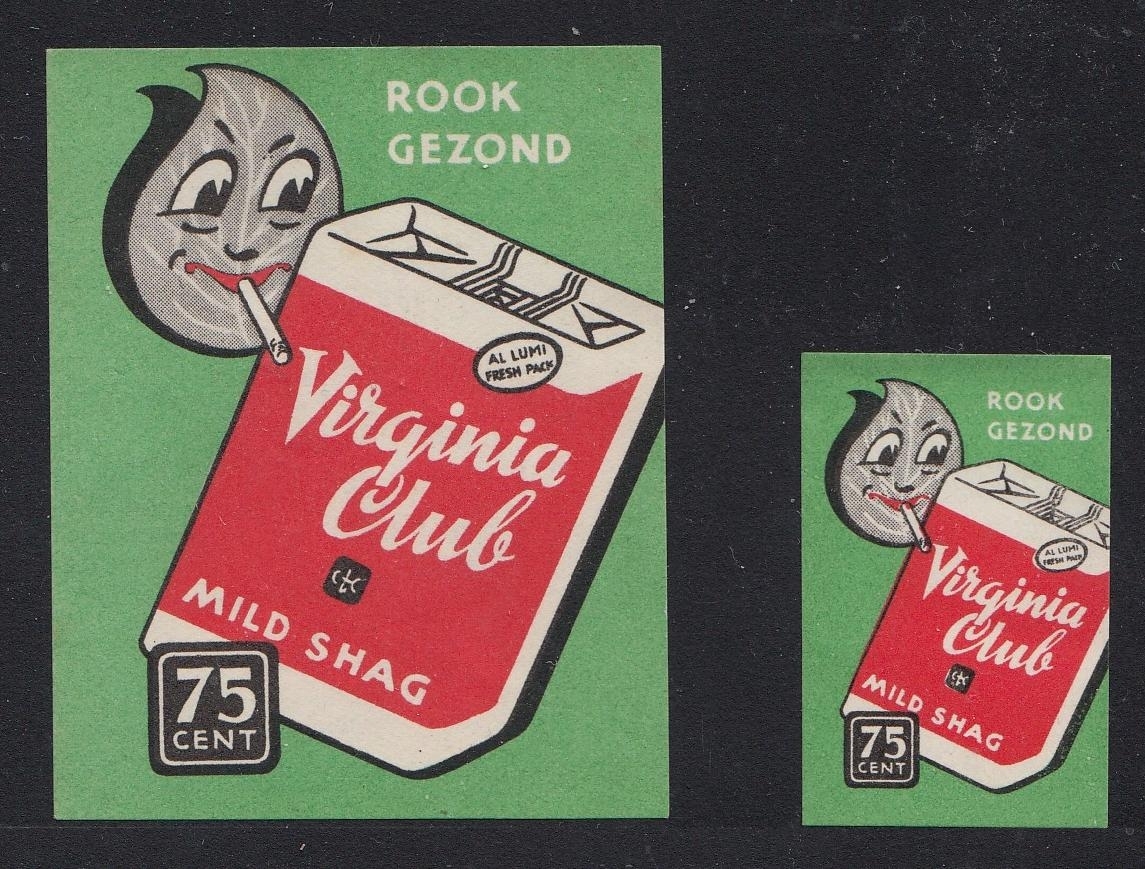 ROOK
GEZOND
AL LUMI
FRESH PACK
Virginia
Club
MILD SHAG
75
CENT
ROOK
GEZOND
AL LUMI
FRESH PACK
Virginia
Club
MILD SHAG
75
CENT